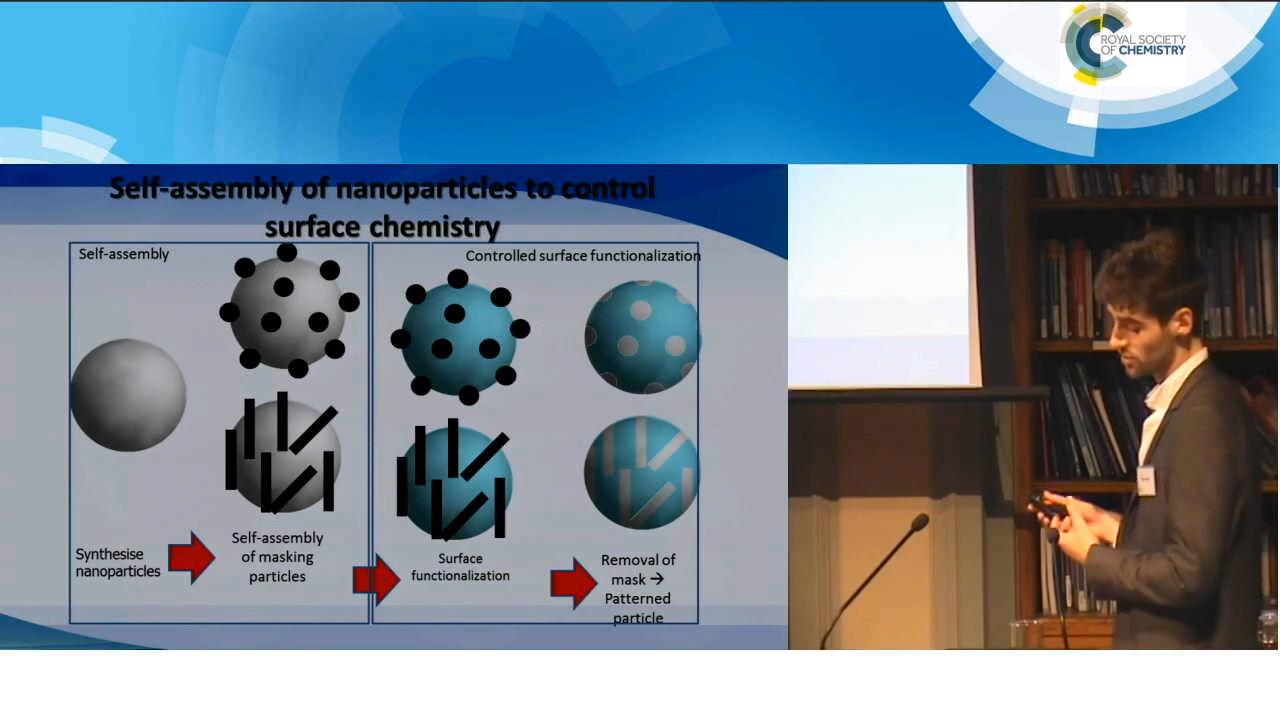 ROYAL SOCIETY
OF CHEMISTRY
Self-assembly of nanoparticles to control
surface chemistry
Self-assembly
Controlled surface functionalization
Synthesise
nanoparticles
Self-assembly
of masking
particles
Surface
functionalization
Removal of
mask →
Patterned
particle